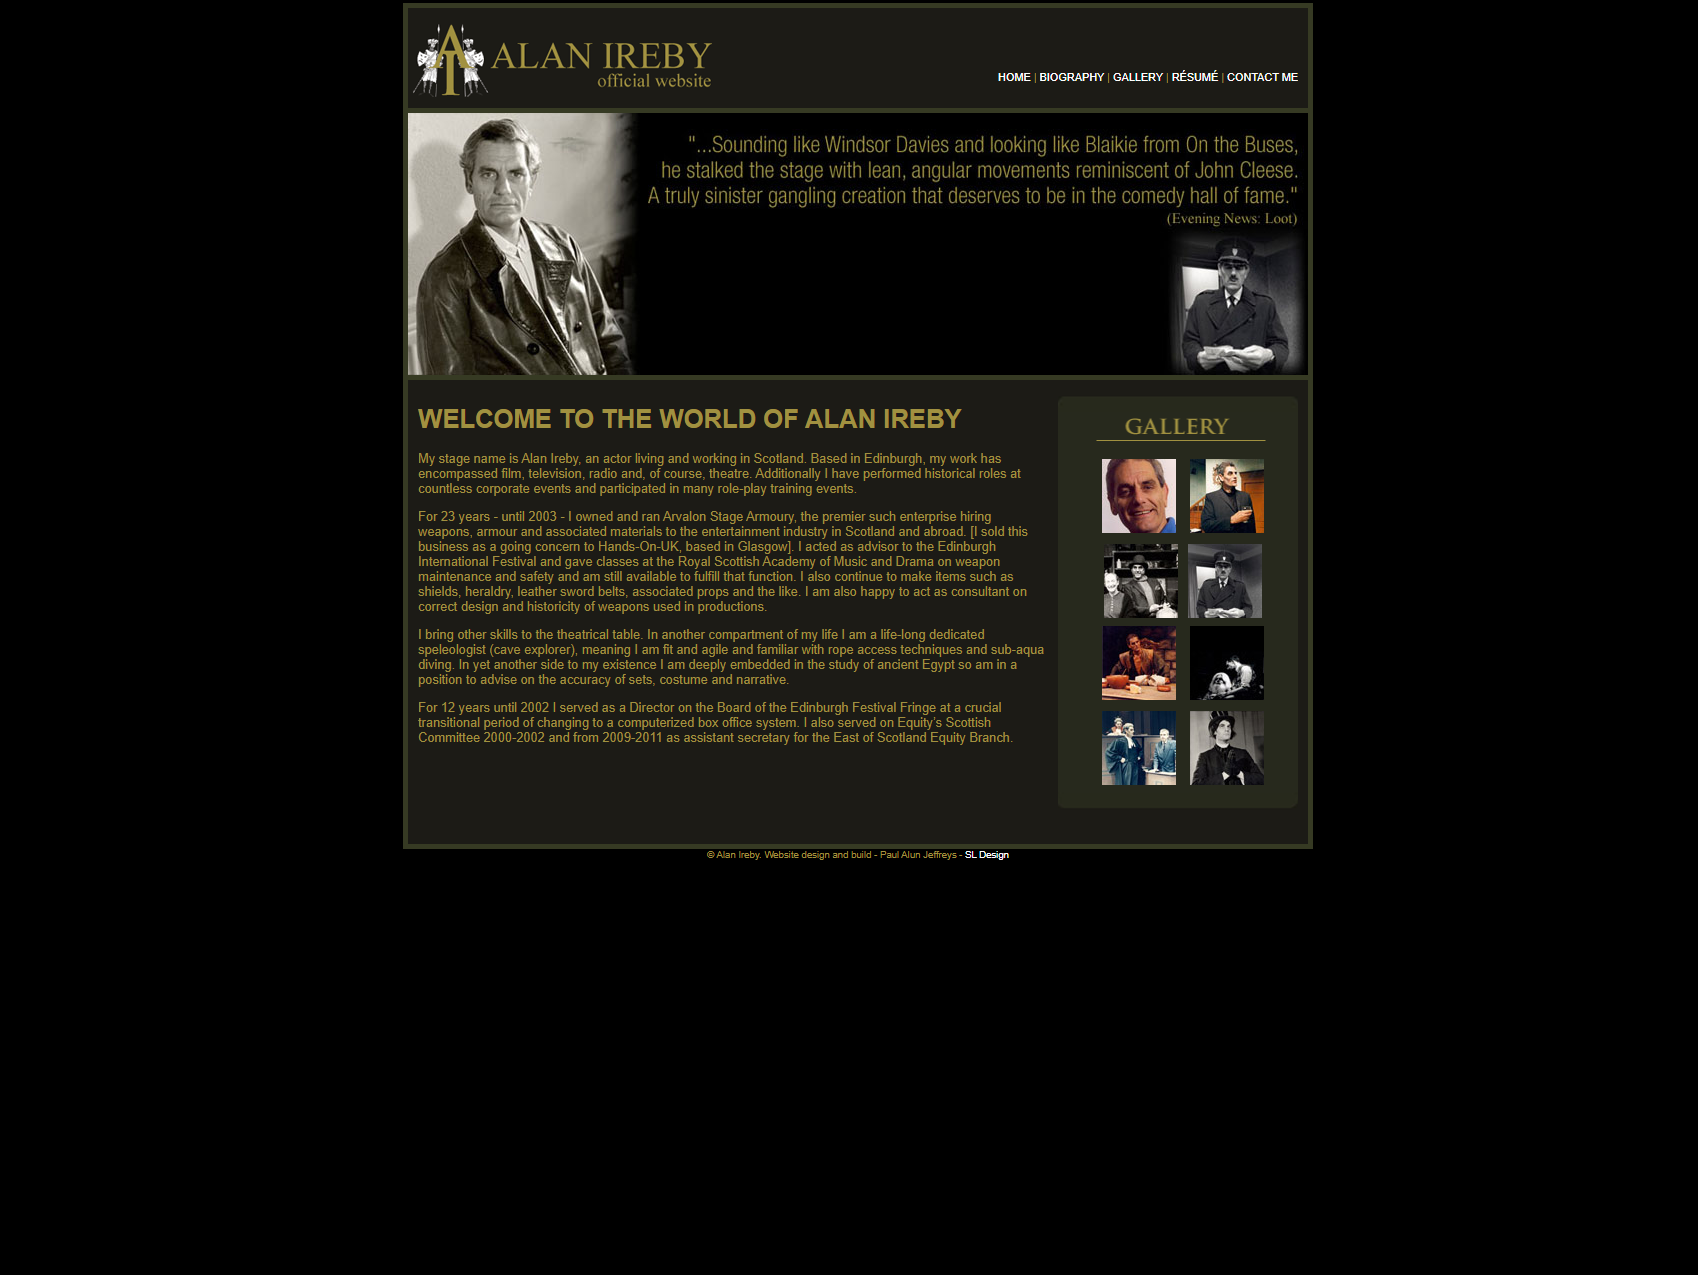 ALAN IREBY
official website
HOME | BIOGRAPHY | GALLERY | RÉSUMÉ | CONTACT ME
"...Sounding like Windsor Davies and looking like Blaikie from On the Buses,
he stalked the stage with lean, angular movements reminiscent of John Cleese.
A truly sinister gangling creation that deserves to be in the comedy hall of fame."
(Evening News: Loot)
WELCOME TO THE WORLD OF ALAN IREBY
My stage name is Alan Ireby, an actor living and working in Scotland. Based in Edinburgh, my work has
encompassed film, television, radio and, of course, theatre. Additionally I have performed historical roles at
countless corporate events and participated in many role-play training events.
For 23 years - until 2003 - I owned and ran Arvalon Stage Armoury, the premier such enterprise hiring
weapons, armour and associated materials to the entertainment industry in Scotland and abroad. [I sold this
business as a going concern to Hands-On-UK, based in Glasgow]. I acted as advisor to the Edinburgh
International Festival and gave classes at the Royal Scottish Academy of Music and Drama on weapon
maintenance and safety and am still available to fulfill that function. I also continue to make items such as
shields, heraldry, leather sword belts, associated props and the like. I am also happy to act as consultant on
correct design and historicity of weapons used in productions.
I bring other skills to the theatrical table. In another compartment of my life I am a life-long dedicated
speleologist (cave explorer), meaning I am fit and agile and familiar with rope access techniques and sub-aqua
diving. In yet another side to my existence I am deeply embedded in the study of ancient Egypt so am in a
position to advise on the accuracy of sets, costume and narrative.
For 12 years until 2002 I served as a Director on the Board of the Edinburgh Festival Fringe at a crucial
transitional period of changing to a computerized box office system. I also served on Equity's Scottish
Committee 2000-2002 and from 2009-2011 as assistant secretary for the East of Scotland Equity Branch.
GALLERY
© Alan Ireby. Website design and build - Paul Alun Jeffreys - SL Design